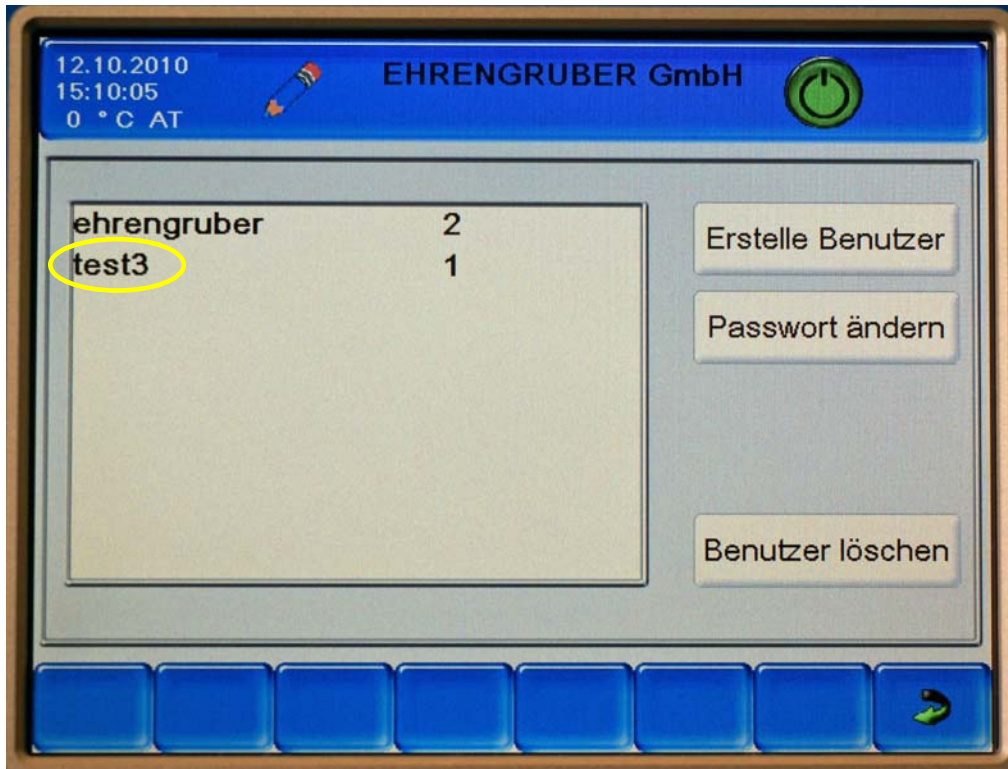 12.10.2010
15:10:05
0 °C AT
EHRENGRUBER GmbH
ehrengruber 2
test3 1
Erstelle Benutzer
Passwort ändern
Benutzer löschen